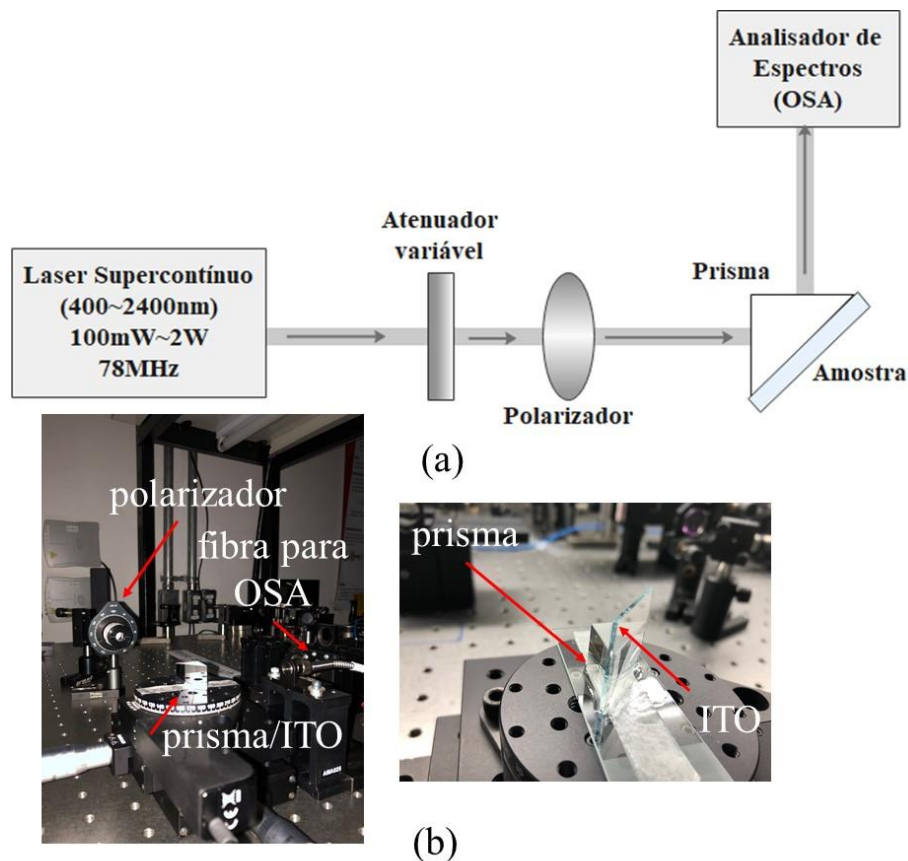 Analisador de
Espectros
(OSA)
Atenuador
variável
Laser Supercontínuo
(400~2400nm)
100mW~2W
78MHz
Prisma
Amostra
Polarizador
(a)
polarizador
fibra para
OSA
prisma/ITO
prisma
ITO
(b)